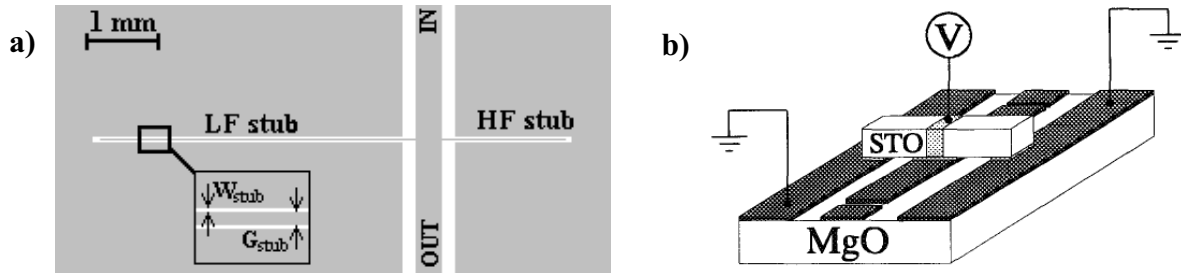 a)
1 mm
IN
LF stub
HF stub
Wstub
Gstub
OUT
b)
V
STO
MgO